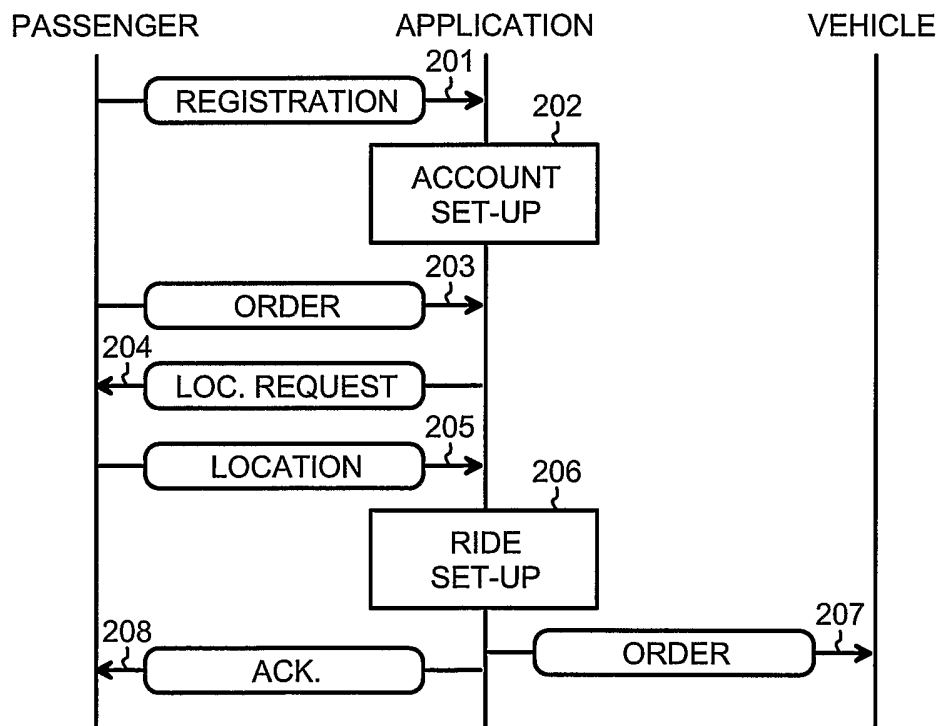 PASSENGER APPLICATION VEHICLE
201
REGISTRATION
202
ACCOUNT
SET-UP
203
ORDER
204
LOC. REQUEST
205
LOCATION
206
RIDE
SET-UP
207
ORDER
208
ACK.